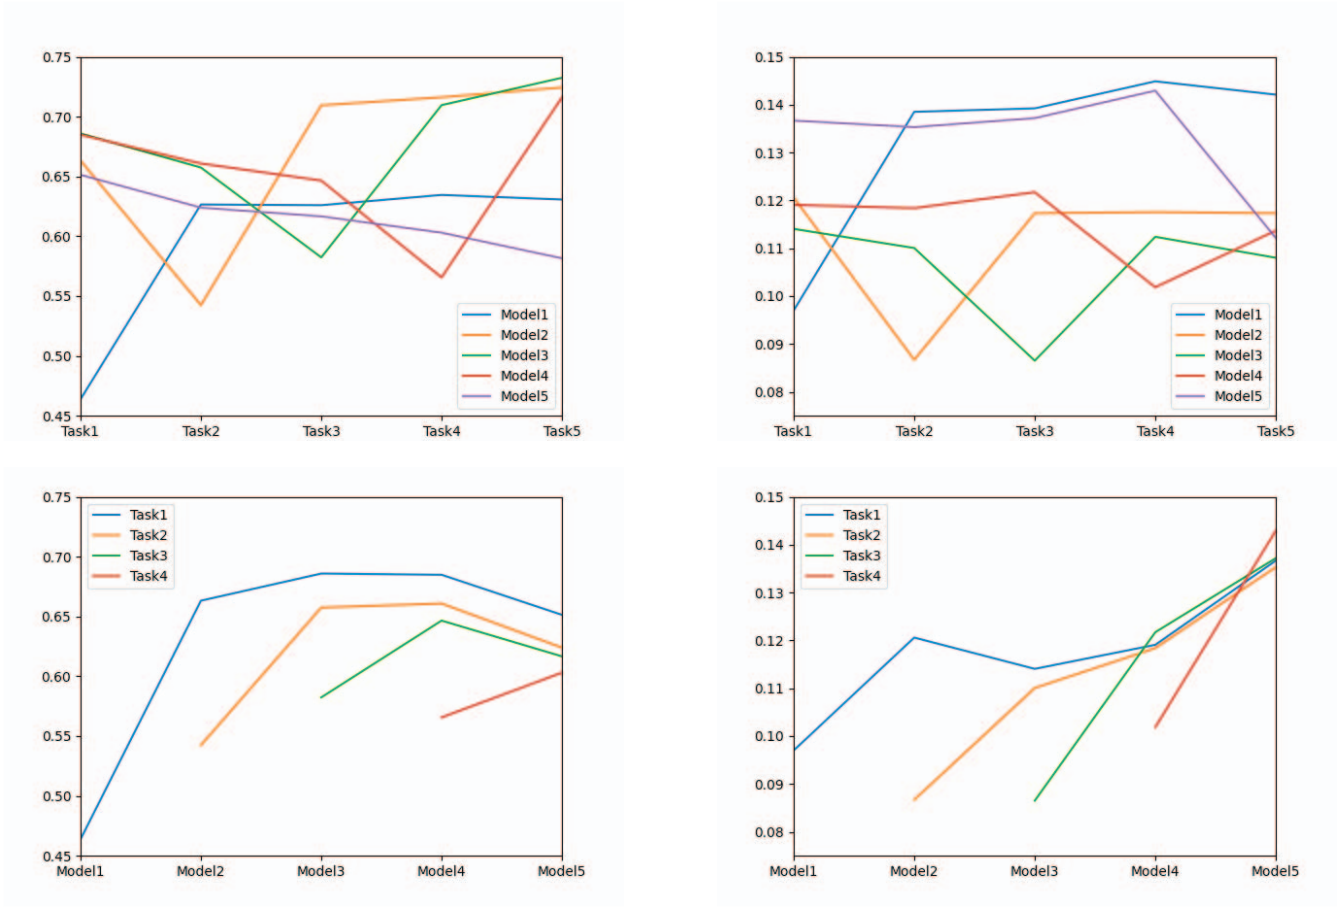 0.75
0.70
0.65
0.60
0.55
0.50
0.45
Task1 Task2 Task3 Task4 Task5
Model1
Model2
Model3
Model4
Model5
0.15
0.14
0.13
0.12
0.11
0.10
0.09
0.08
Task1 Task2 Task3 Task4 Task5
Model1
Model2
Model3
Model4
Model5
0.75
0.70
0.65
0.60
0.55
0.50
0.45
Model1 Model2 Model3 Model4 Model5
Task1
Task2
Task3
Task4
0.15
0.14
0.13
0.12
0.11
0.10
0.09
0.08
Model1 Model2 Model3 Model4 Model5
Task1
Task2
Task3
Task4